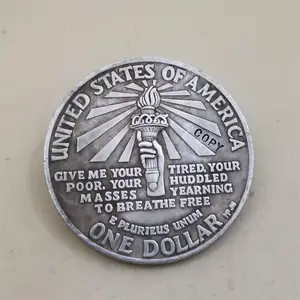 UNITED STATES OF AMERICA
COPY
GIVE ME YOUR TIRED, YOUR
POOR, YOUR HUDDLED
MASSES YEARNING
TO BREATHE FREE
E PLURIEUS UNUM
ONE DOLLAR